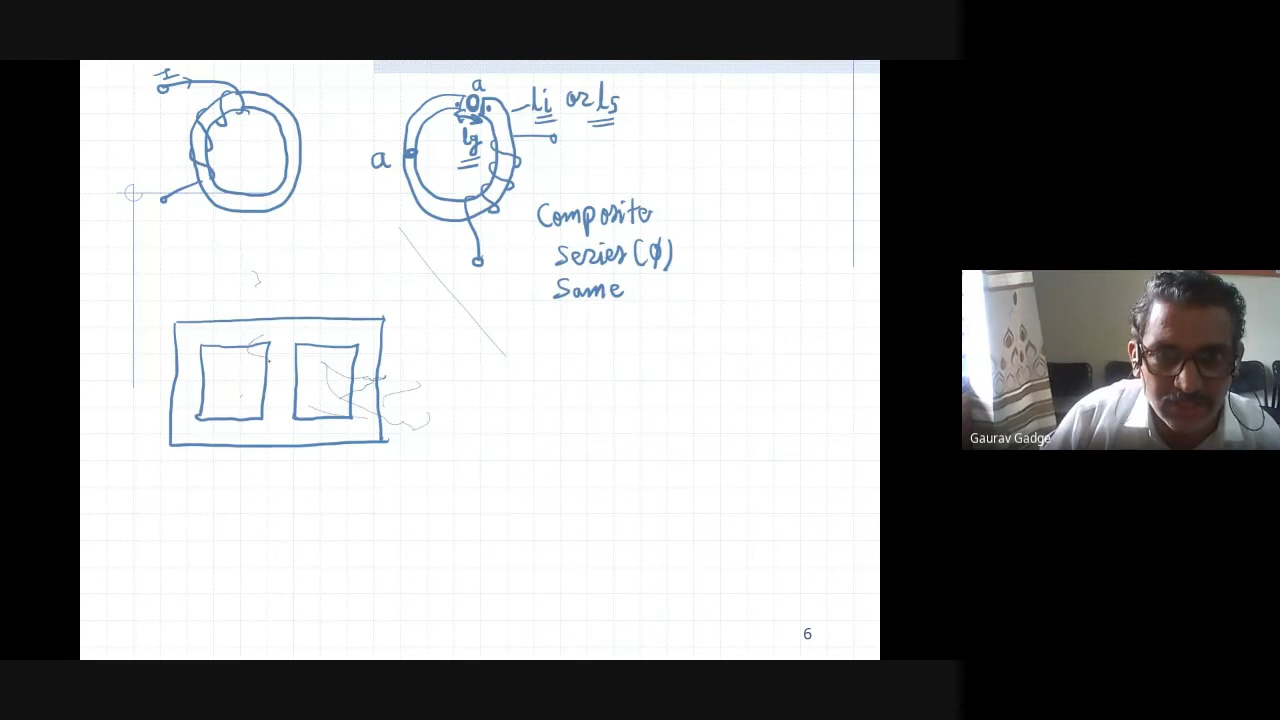 I
a
li or ls
lg
a
Composite
Series (ϕ)
Same
Gaurav Gadge
6